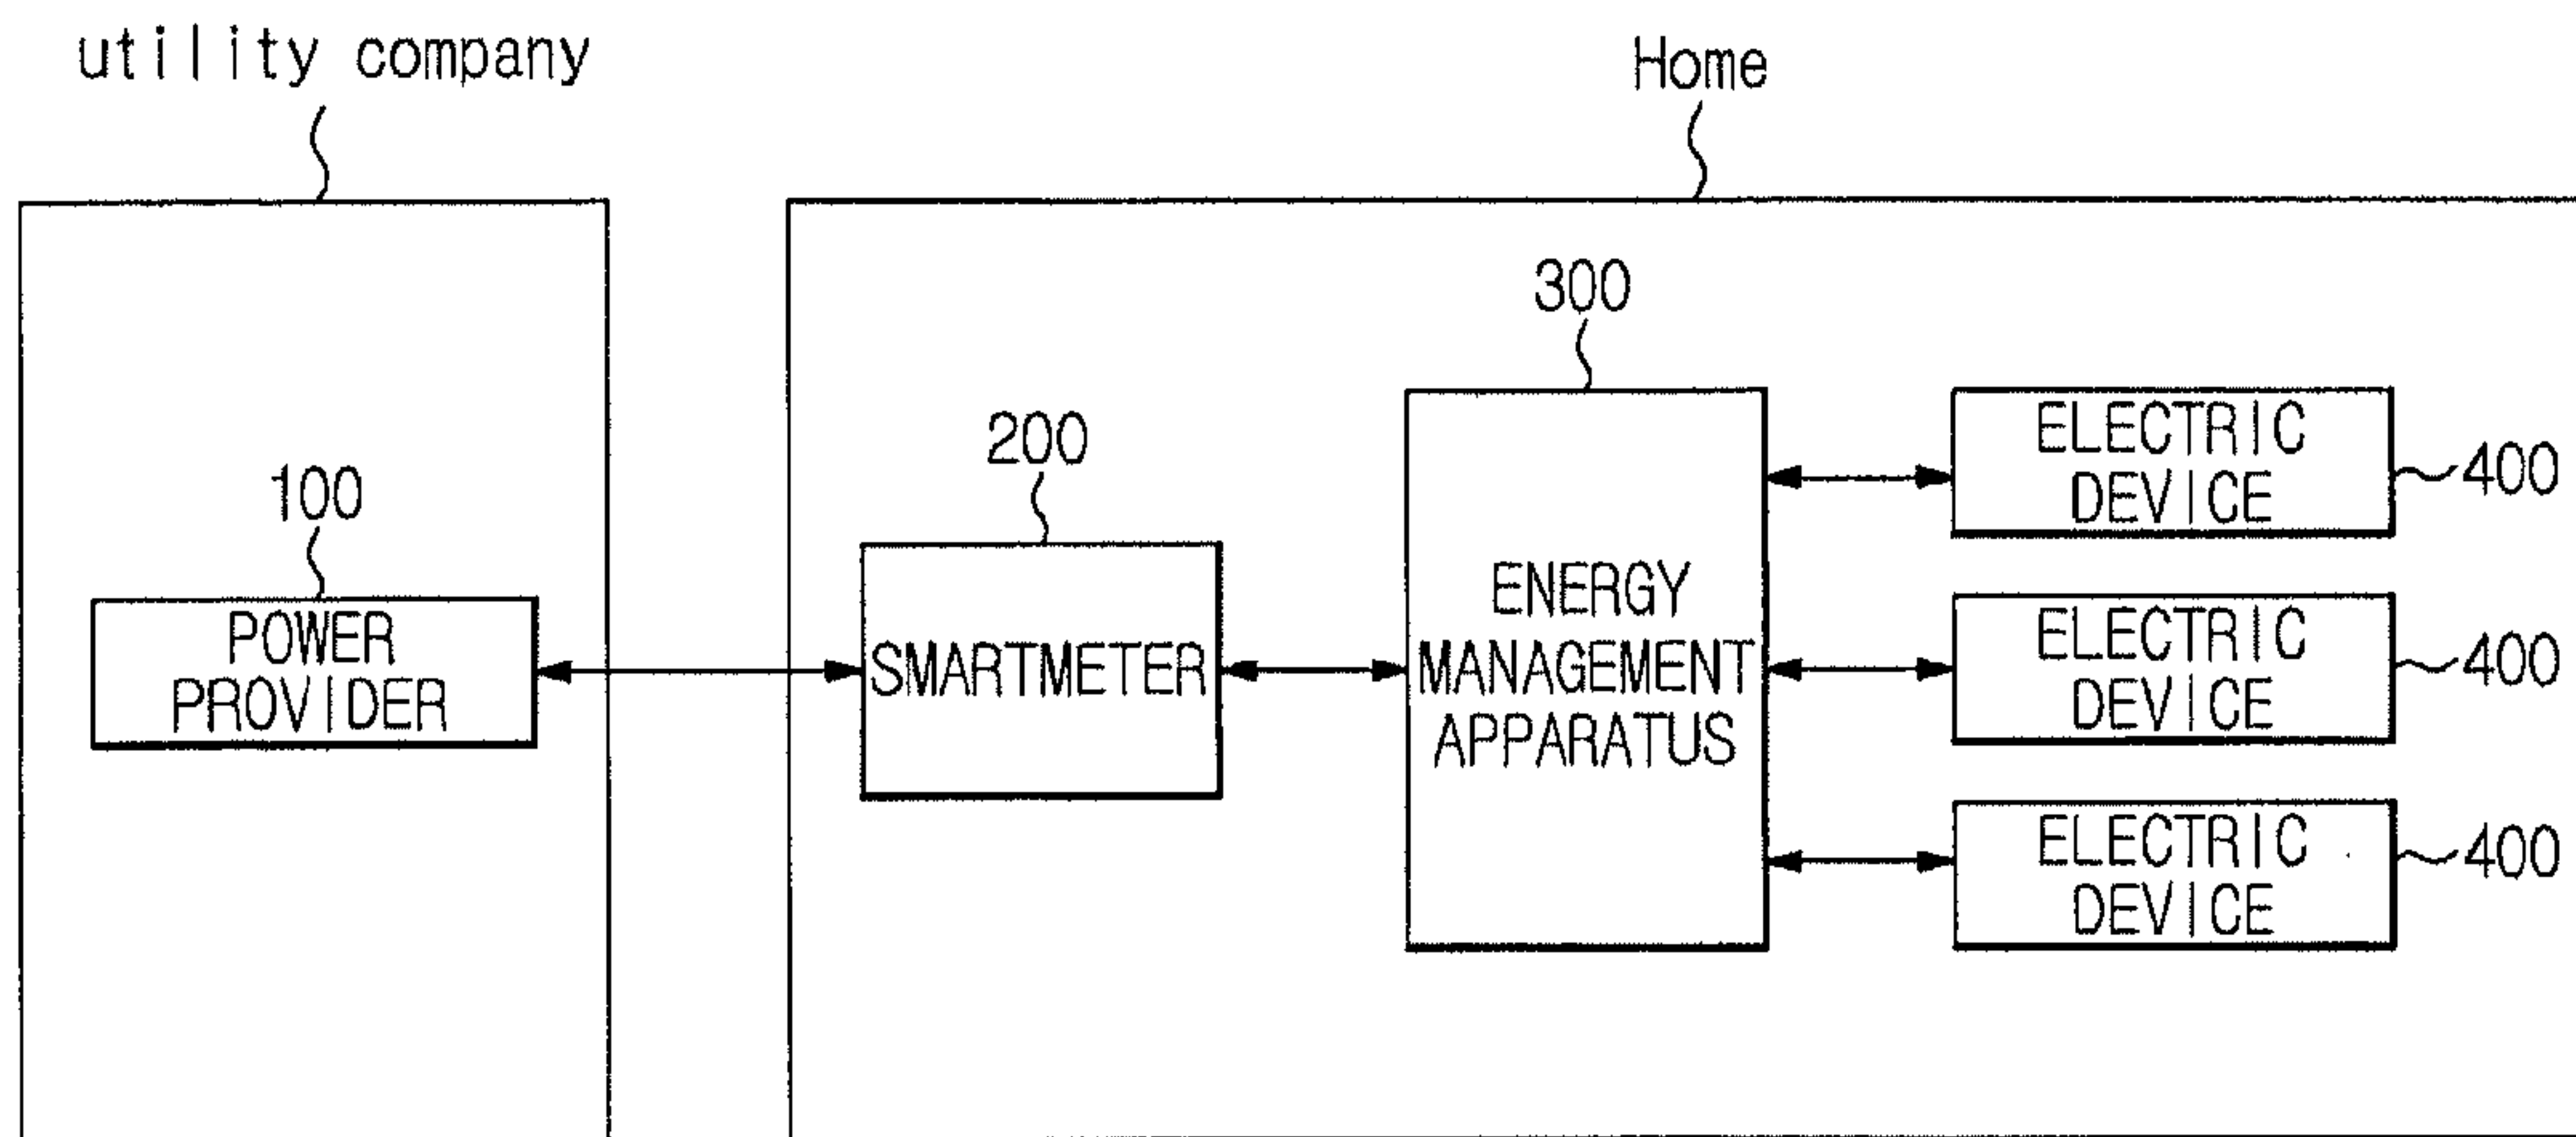 utility company
Home
300
200
100
ELECTRIC
DEVICE
400
ELECTRIC
DEVICE
400
ELECTRIC
DEVICE
400
ENERGY
MANAGEMENT
APPARATUS
SMARTMETER
POWER
PROVIDER